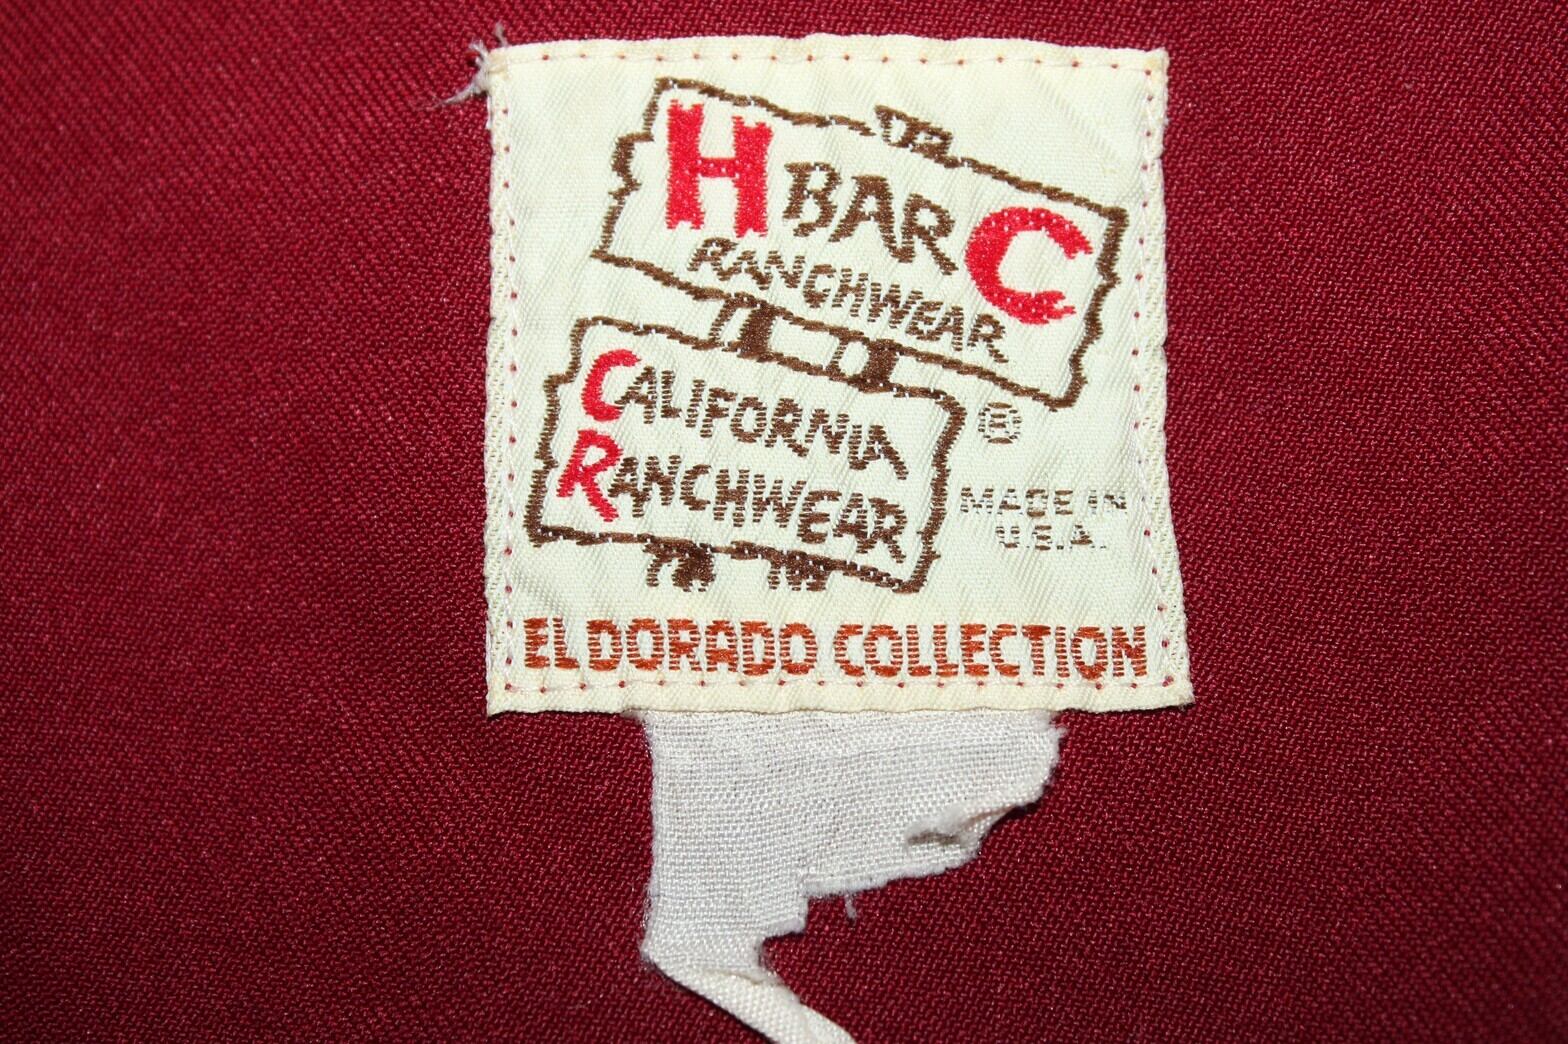 H BAR C
RANCHWEAR
CALIFORNIA
RANCHWEAR
®
MADE IN
U.S.A.
EL DORADO COLLECTION